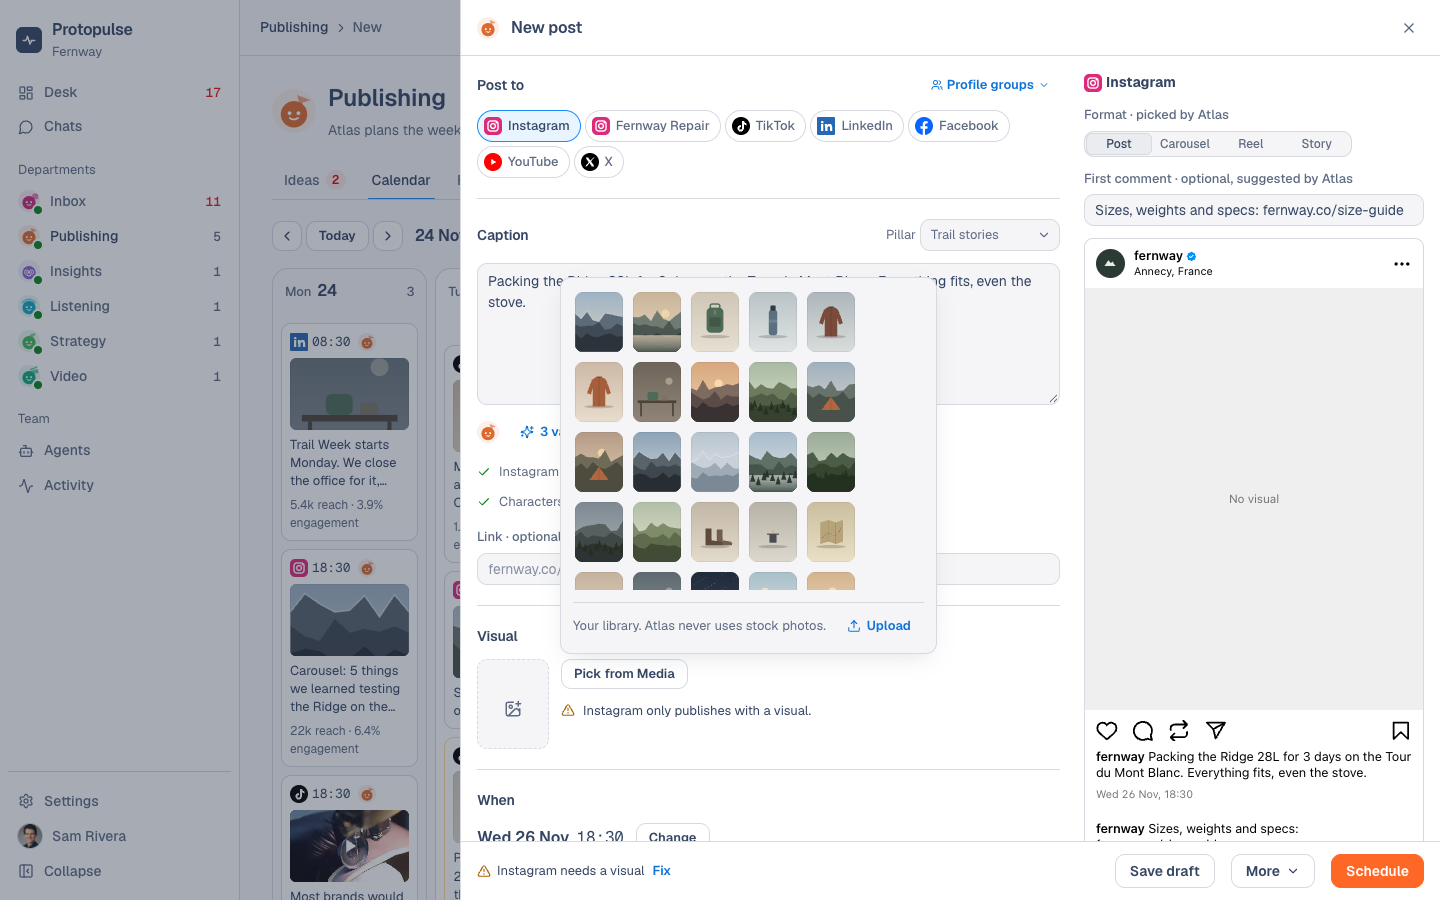 Protopulse
Fernway
Desk 17
Chats
Departments
Inbox 11
Publishing 5
Insights 1
Listening 1
Strategy 1
Video 1
Team
Agents
Activity
Settings
Sam Rivera
Collapse
Publishing > New
Publishing
Atlas plans the week
Ideas 2
Calendar
Today
24 Nov
Mon 24 3
Tu
08:30
Trail Week starts
Monday. We close
the office for it,…
5.4k reach · 3.9%
engagement
18:30
Carousel: 5 things
we learned testing
the Ridge on the…
22k reach · 6.4%
engagement
18:30
Most brands would
New post
Post to
Profile groups
Instagram
Fernway Repair
TikTok
LinkedIn
Facebook
YouTube
X
Caption
Pillar
Trail stories
Packing the
fits, even the
stove.
3 va
Instagram
Characters
Link · optional
fernway.co/
Your library. Atlas never uses stock photos.
Upload
Visual
Pick from Media
Instagram only publishes with a visual.
When
Wed 26 Nov 18:30
Change
Instagram needs a visual Fix
Save draft
More
Schedule
Instagram
Format · picked by Atlas
Post
Carousel
Reel
Story
First comment · optional, suggested by Atlas
Sizes, weights and specs: fernway.co/size-guide
fernway
Annecy, France
No visual
fernway Packing the Ridge 28L for 3 days on the Tour
du Mont Blanc. Everything fits, even the stove.
Wed 26 Nov, 18:30
fernway Sizes, weights and specs: